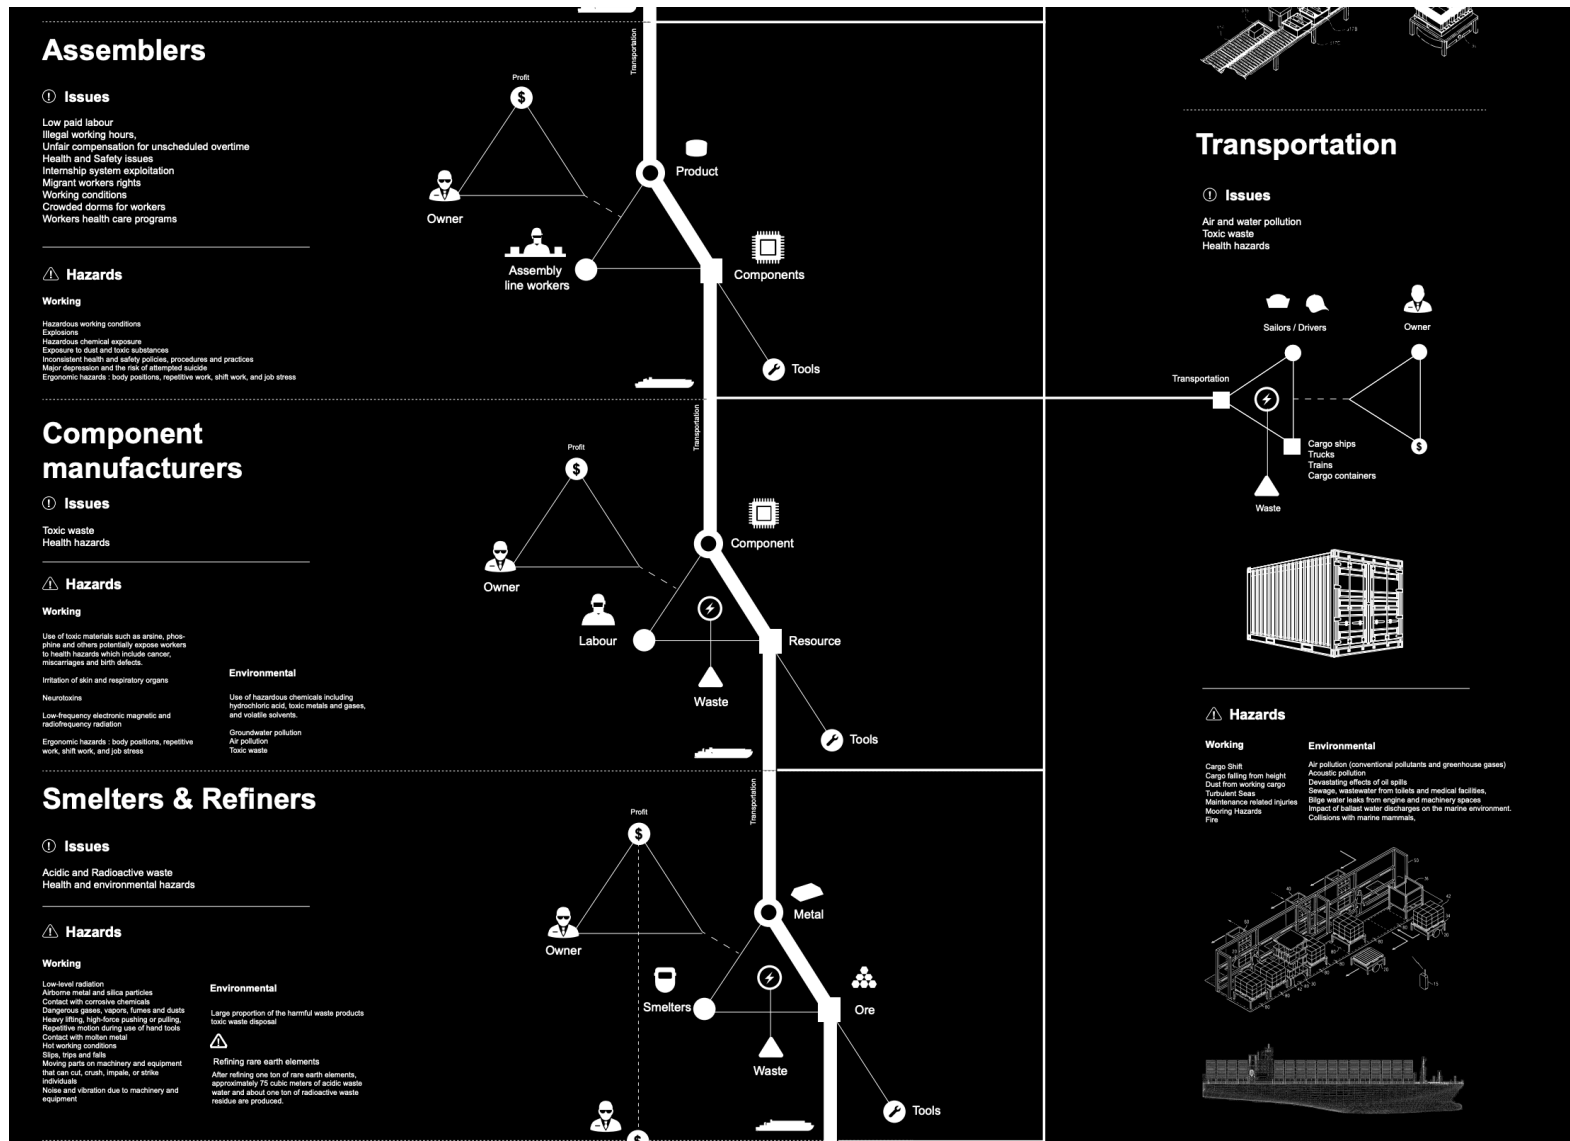 Assemblers
Issues
Low paid labour
Illegal working hours,
Unfair compensation for unscheduled overtime
Health and Safety issues
Internship system exploitation
Migrant workers rights
Working conditions
Crowded dorms for workers
Workers health care programs
Hazards
Working
Hazardous working conditions
Explosions
Hazardous chemical exposure
Exposure to dust and toxic substances
Inconsistent health and safety policies, procedures and practices
Major depression and the risk of attempted suicide
Ergonomic hazards : body positions, repetitive work, shift work, and job stress
Transportation
Profit
$
Owner
Product
Assembly
line workers
Components
Tools
Component
manufacturers
Issues
Toxic waste
Health hazards
Hazards
Working
Use of toxic materials such as arsine, phos-
phine and others potentially expose workers
to health hazards which include cancer,
miscarriages and birth defects.
Irritation of skin and respiratory organs
Neurotoxins
Low-frequency electronic magnetic and
radiofrequency radiation
Ergonomic hazards : body positions, repetitive
work, shift work, and job stress
Environmental
Use of hazardous chemicals including
hydrochloric acid, toxic metals and gases,
and volatile solvents.
Groundwater pollution
Air pollution
Toxic waste
Transportation
Profit
$
Owner
Component
Labour
Resource
Waste
Tools
Smelters & Refiners
Issues
Acidic and Radioactive waste
Health and environmental hazards
Hazards
Working
Low-level radiation
Airborne metal and silica particles
Contact with corrosive chemicals
Dangerous gases, vapors, fumes and dusts
Heavy lifting, high-force pushing or pulling,
Repetitive motion during use of hand tools
Contact with molten metal
Hot working conditions
Slips, trips and falls
Moving parts on machinery and equipment
that can cut, crush, impale, or strike
individuals
Noise and vibration due to machinery and
equipment
Environmental
Large proportion of the harmful waste products
toxic waste disposal
Refining rare earth elements
After refining one ton of rare earth elements,
approximately 75 cubic meters of acidic waste
water and about one ton of radioactive waste
residue are produced.
Transportation
Profit
$
Owner
Metal
Smelters
Ore
Waste
Tools
$
Transportation
Issues
Air and water pollution
Toxic waste
Health hazards
Sailors / Drivers
Owner
Transportation
Cargo ships
Trucks
Trains
Cargo containers
$
Waste
Hazards
Working
Cargo Shift
Cargo falling from height
Dust from working cargo
Turbulent Seas
Maintenance related injuries
Mooring Hazards
Fire
Environmental
Air pollution (conventional pollutants and greenhouse gases)
Acoustic pollution
Devastating effects of oil spills
Sewage, wastewater from toilets and medical facilities,
Bilge water leaks from engine and machinery spaces
Impact of ballast water discharges on the marine environment.
Collisions with marine mammals,